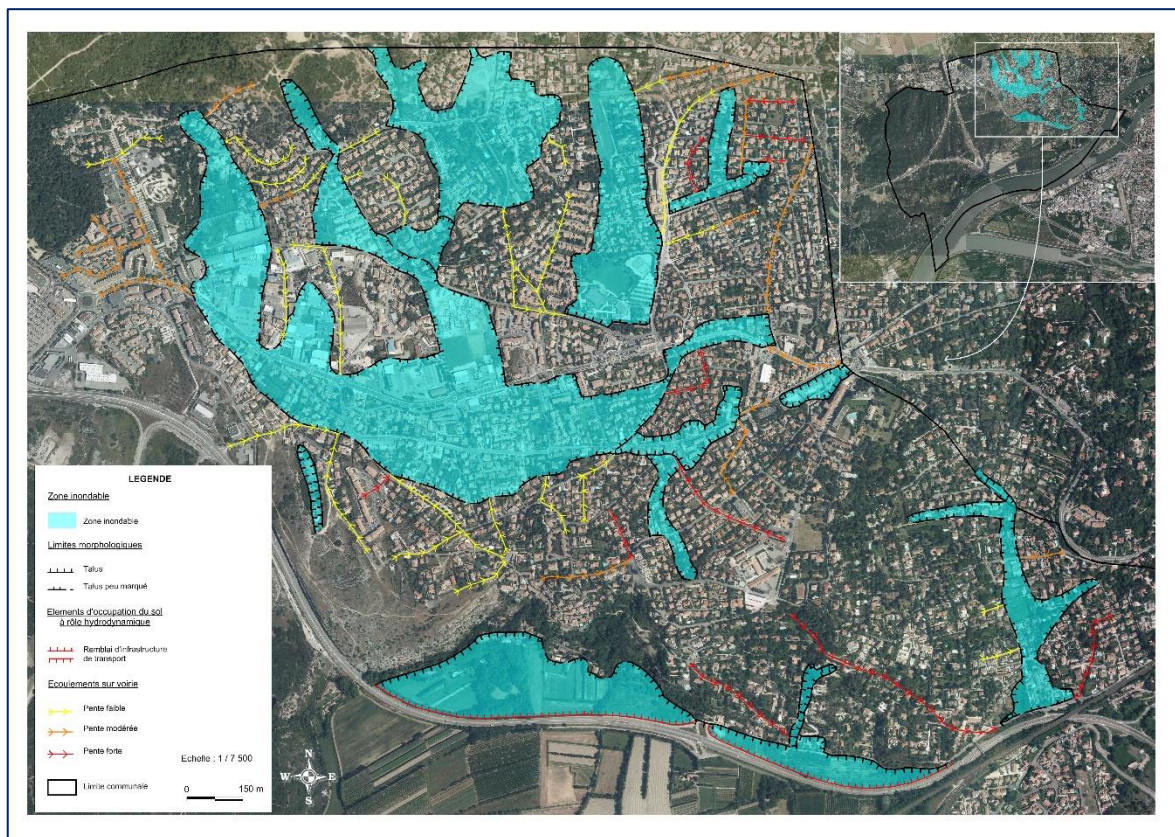 LEGENDE
Zone inondable
Zone inondable
Limites morphologiques
Talus
Talus peu marqué
Elements d'occupation du sol
à rôle hydrodynamique
Remblai d'infrastructure
de transport
Ecoulements sur voirie
Pente faible
Pente modérée
Pente forte
Echelle : 1 / 7 500
Limite communale
0 150 m
N
W E
S